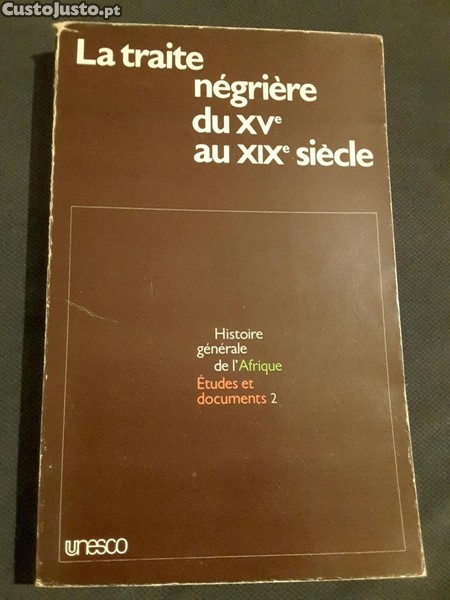 CustoJusto.pt
La traite
négrière
du XVe
au XIXe siècle
Histoire
générale
de l'Afrique
Études et
documents 2
unesco